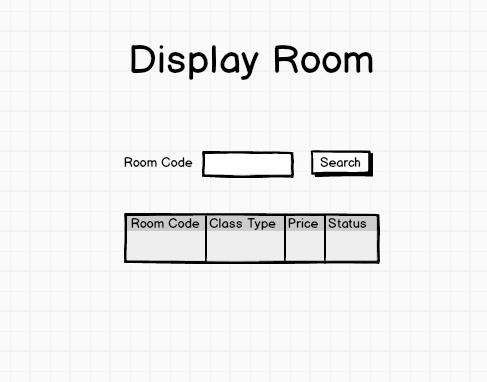 Display Room
Room Code Search
Room Code Class Type Price Status